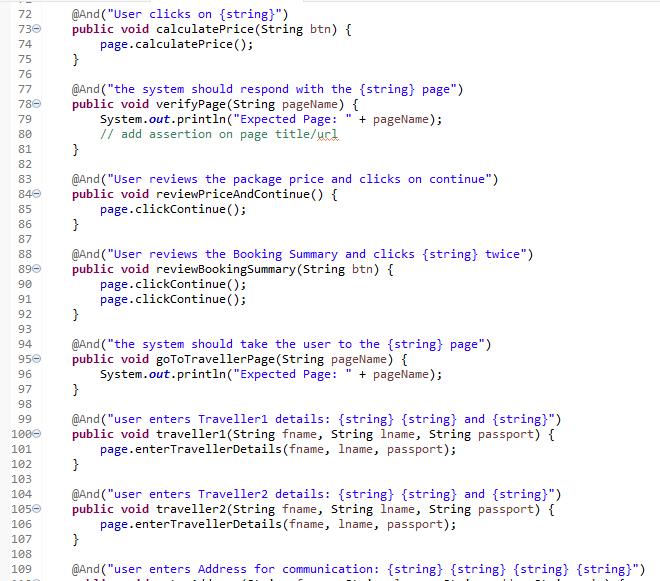 72 @And("User clicks on {string}")
73 public void calculatePrice(String btn) {
74 page.calculatePrice();
75 }
76
77 @And("the system should respond with the {string} page")
78 public void verifyPage(String pageName) {
79 System.out.println("Expected Page: " + pageName);
80 // add assertion on page title/url
81 }
82
83 @And("User reviews the package price and clicks on continue")
84 public void reviewPriceAndContinue() {
85 page.clickContinue();
86 }
87
88 @And("User reviews the Booking Summary and clicks {string} twice")
89 public void reviewBookingSummary(String btn) {
90 page.clickContinue();
91 page.clickContinue();
92 }
93
94 @And("the system should take the user to the {string} page")
95 public void goToTravellerPage(String pageName) {
96 System.out.println("Expected Page: " + pageName);
97 }
98
99 @And("user enters Traveller1 details: {string} {string} and {string}")
100 public void traveller1(String fname, String lname, String passport) {
101 page.enterTravellerDetails(fname, lname, passport);
102 }
103
104 @And("user enters Traveller2 details: {string} {string} and {string}")
105 public void traveller2(String fname, String lname, String passport) {
106 page.enterTravellerDetails(fname, lname, passport);
107 }
108
109 @And("user enters Address for communication: {string} {string} {string} {string}")